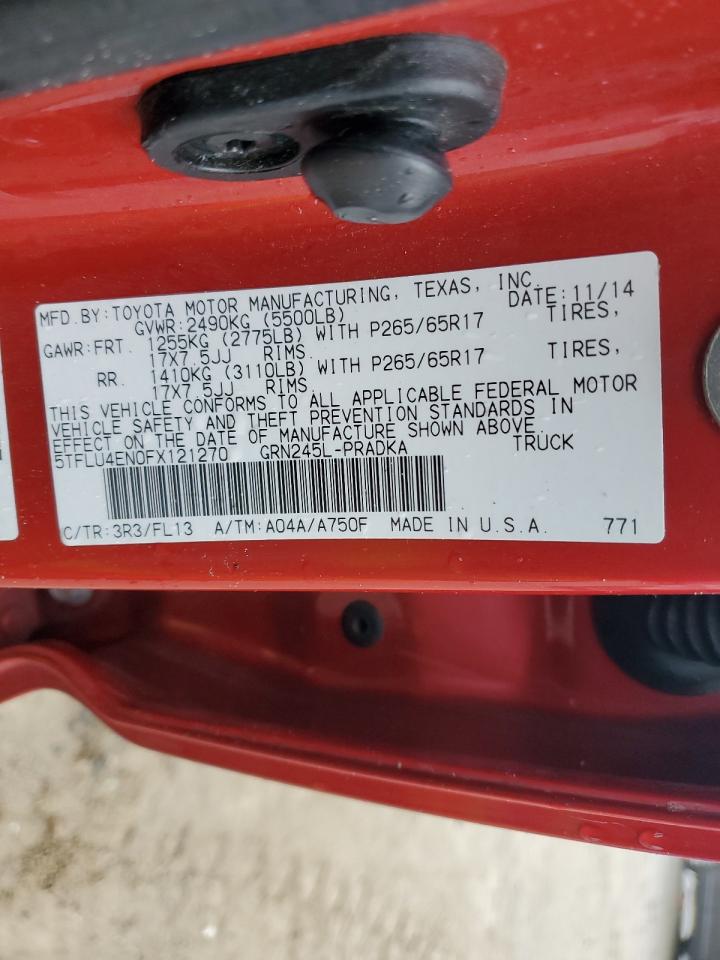 MFD.BY:TOYOTA MOTOR MANUFACTURING, TEXAS, INC. DATE:11/14
GVWR:2490KG (5500LB)
GAWR:FRT. 1255KG (2775LB) WITH P265/65R17 TIRES,
17X7.5JJ RIMS.
RR. 1410KG (3110LB) WITH P265/65R17 TIRES,
17X7.5JJ RIMS.
THIS VEHICLE CONFORMS TO ALL APPLICABLE FEDERAL MOTOR
VEHICLE SAFETY AND THEFT PREVENTION STANDARDS IN
EFFECT ON THE DATE OF MANUFACTURE SHOWN ABOVE.
5TFLU4EN0FX121270 GRN245L-PRADKA TRUCK
C/TR:3R3/FL13 A/TM:A04A/A750F MADE IN U.S.A. 771